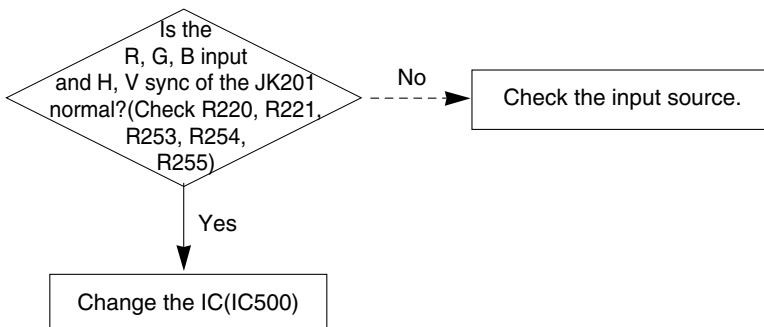 Is the
R, G, B input
and H, V sync of the JK201
normal?(Check R220, R221,
R253, R254,
R255)
No
Check the input source.
Yes
Change the IC(IC500)